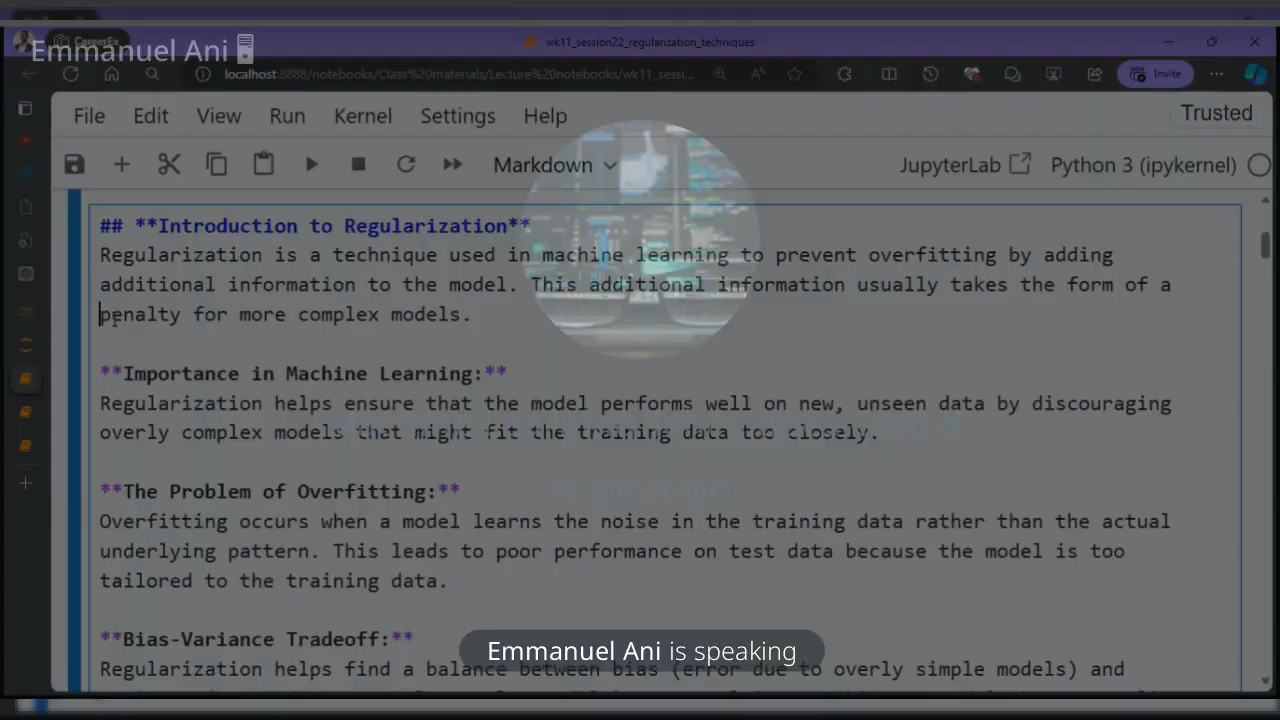 Emmanuel Ani
CareerEx
wk11_session22_regularization_techniques
localhost:8888/notebooks/Class%20materials/Lecture%20notebooks/wk11_sessi...
Invite
File Edit View Run Kernel Settings Help
Trusted
Markdown
JupyterLab
Python 3 (ipykernel)
## **Introduction to Regularization**
Regularization is a technique used in machine learning to prevent overfitting by adding
additional information to the model. This additional information usually takes the form of a
penalty for more complex models.
**Importance in Machine Learning:**
Regularization helps ensure that the model performs well on new, unseen data by discouraging
overly complex models that might fit the training data too closely.
**The Problem of Overfitting:**
Overfitting occurs when a model learns the noise in the training data rather than the actual
underlying pattern. This leads to poor performance on test data because the model is too
tailored to the training data.
**Bias-Variance Tradeoff:**
Regularization helps find a balance between bias (error due to overly simple models) and
Emmanuel Ani is speaking